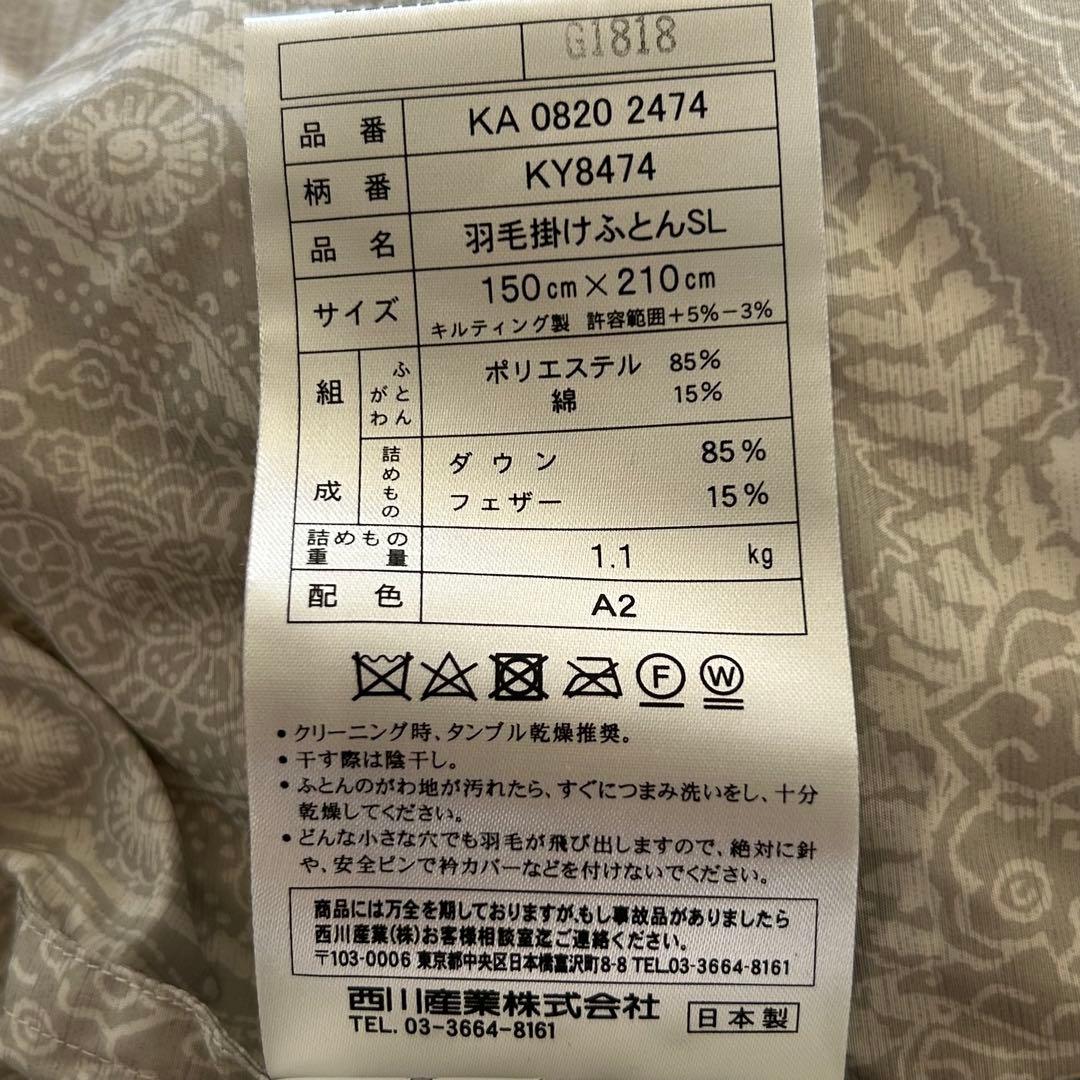 G1818
品番 KA 0820 2474
柄番 KY8474
品名 羽毛掛けふとんSL
サイズ 150cm×210cm
キルティング製 許容範囲+5%-3%
組成 ふとんがわ ポリエステル 85%
綿 15%
詰めもの ダウン 85%
フェザー 15%
詰めもの重量 1.1 kg
配色 A2
F W
•クリーニング時、タンブル乾燥推奨。
•干す際は陰干し。
•ふとんのがわ地が汚れたら、すぐにつまみ洗いをし、十分
乾燥してください。
•どんな小さな穴でも羽毛が飛び出しますので、絶対に針
や、安全ピンで衿カバーなどを付けないでください。
商品には万全を期しておりますが、もし事故品がありましたら
西川産業(株)お客様相談室迄ご連絡ください。
〒103-0006 東京都中央区日本橋富沢町8-8 TEL.03-3664-8161
西川産業株式会社
TEL. 03-3664-8161
日本製